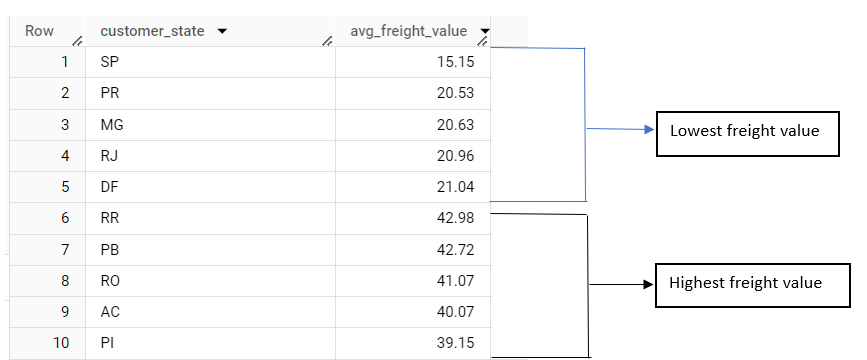 Row customer_state avg_freight_value
1 SP 15.15
2 PR 20.53
3 MG 20.63
4 RJ 20.96
5 DF 21.04
6 RR 42.98
7 PB 42.72
8 RO 41.07
9 AC 40.07
10 PI 39.15
Lowest freight value
Highest freight value